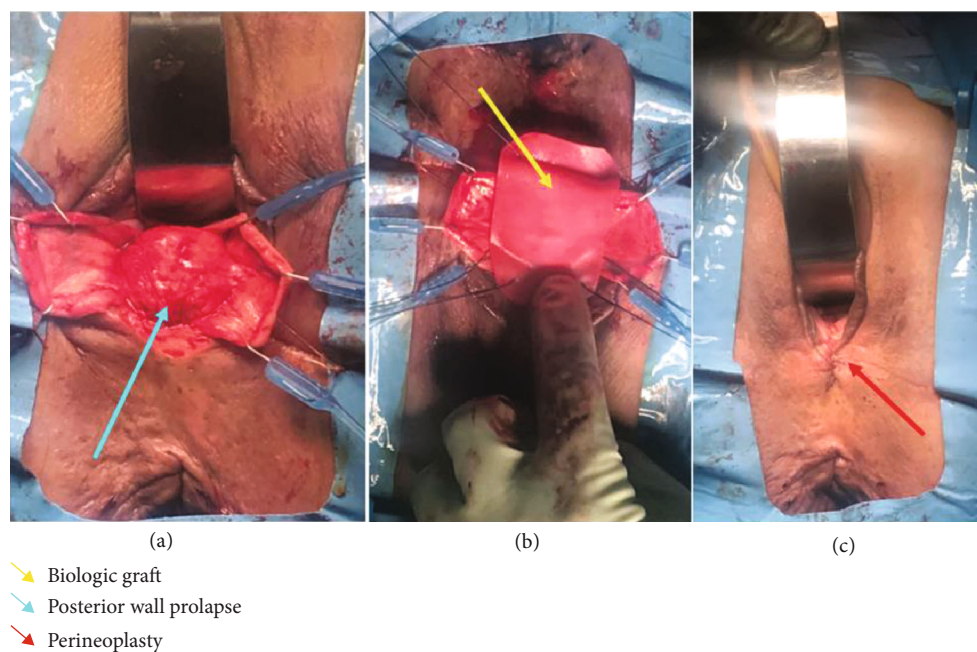 (a)
(b)
(c)
Biologic graft
Posterior wall prolapse
Perineoplasty